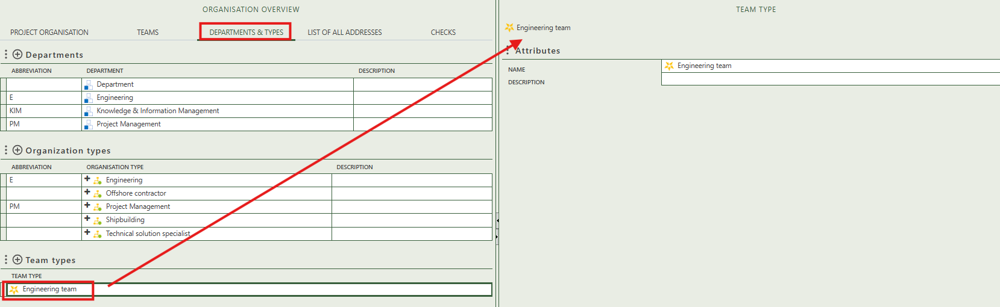 ORGANISATION OVERVIEW
PROJECT ORGANISATION TEAMS DEPARTMENTS & TYPES LIST OF ALL ADDRESSES CHECKS
Departments
ABBREVIATION DEPARTMENT DESCRIPTION
Department
E Engineering
KIM Knowledge & Information Management
PM Project Management
Organization types
ABBREVIATION ORGANISATION TYPE DESCRIPTION
E Engineering
Offshore contractor
PM Project Management
Shipbuilding
Technical solution specialist
Team types
TEAM TYPE
Engineering team
TEAM TYPE
Engineering team
Attributes
NAME Engineering team
DESCRIPTION